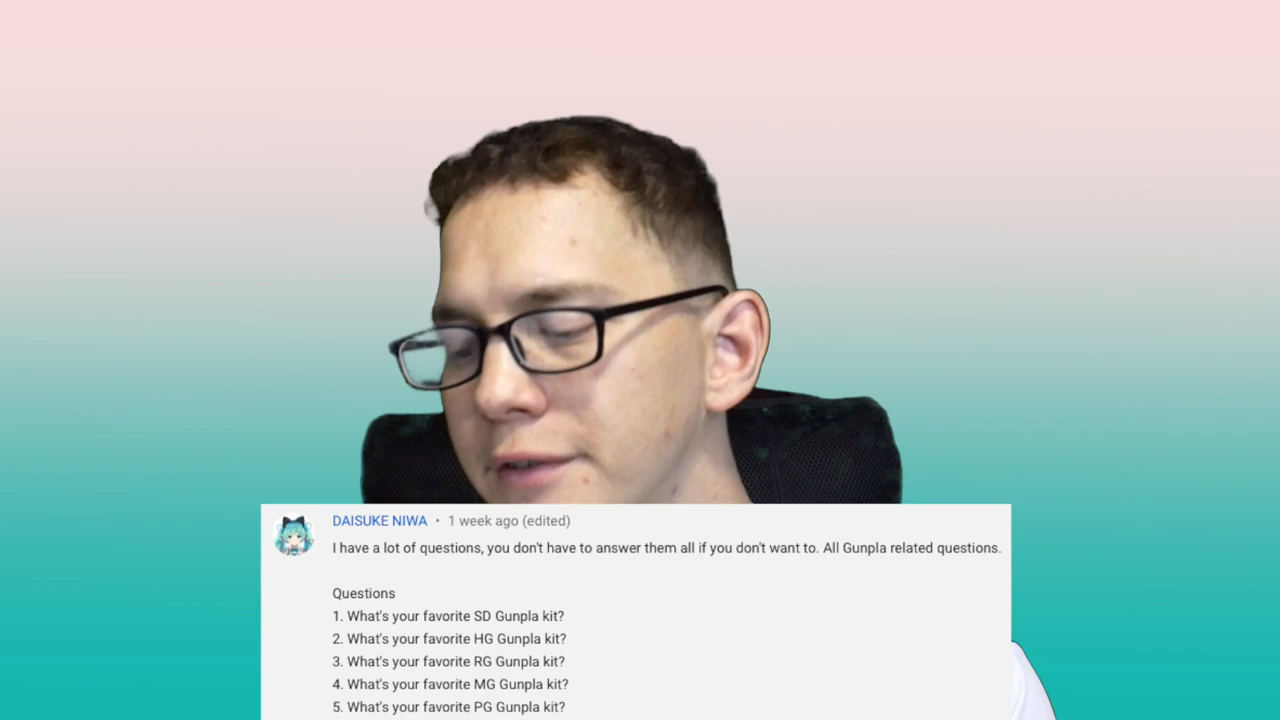 DAISUKE NIWA • 1 week ago (edited)
I have a lot of questions, you don't have to answer them all if you don't want to. All Gunpla related questions.
Questions
1. What's your favorite SD Gunpla kit?
2. What's your favorite HG Gunpla kit?
3. What's your favorite RG Gunpla kit?
4. What's your favorite MG Gunpla kit?
5. What's your favorite PG Gunpla kit?